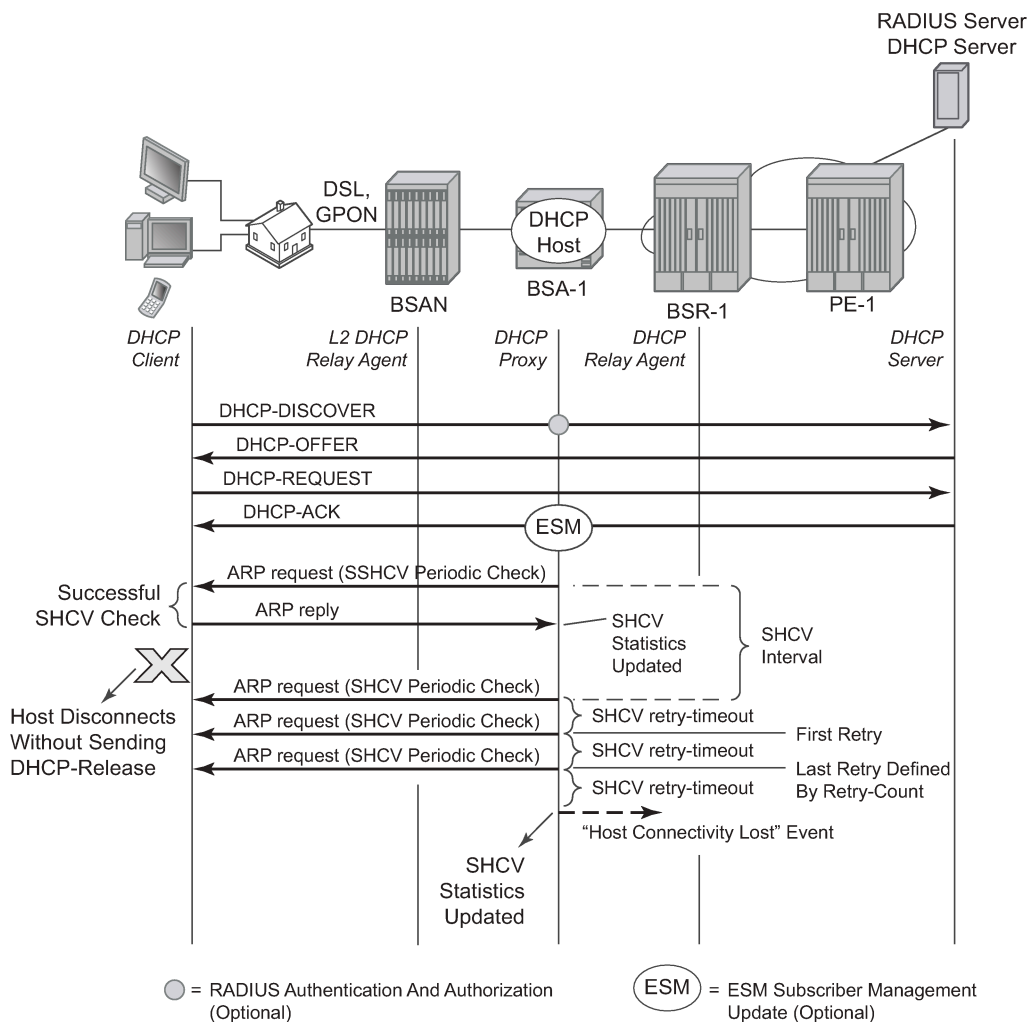 RADIUS Server
DHCP Server
DSL,
GPON
DHCP
Host
BSAN
BSA-1
BSR-1
PE-1
DHCP
Client
L2 DHCP
Relay Agent
DHCP
Proxy
DHCP
Relay Agent
DHCP
Server
DHCP-DISCOVER
DHCP-OFFER
DHCP-REQUEST
DHCP-ACK
ESM
ARP request (SSHCV Periodic Check)
Successful
SHCV Check
ARP reply
SHCV
Statistics
Updated
SHCV
Interval
ARP request (SHCV Periodic Check)
Host Disconnects
Without Sending
DHCP-Release
SHCV retry-timeout
ARP request (SHCV Periodic Check)
First Retry
SHCV retry-timeout
ARP request (SHCV Periodic Check)
Last Retry Defined
By Retry-Count
SHCV retry-timeout
“Host Connectivity Lost” Event
SHCV
Statistics
Updated
= RADIUS Authentication And Authorization
(Optional)
ESM = ESM Subscriber Management
Update (Optional)